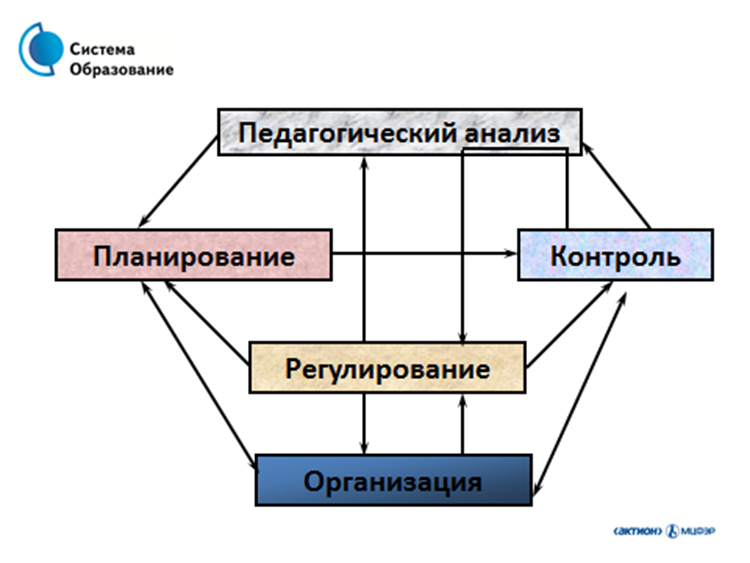 Система
Образование
Педагогический анализ
Планирование
Контроль
Регулирование
Организация
актион МЦФЭР